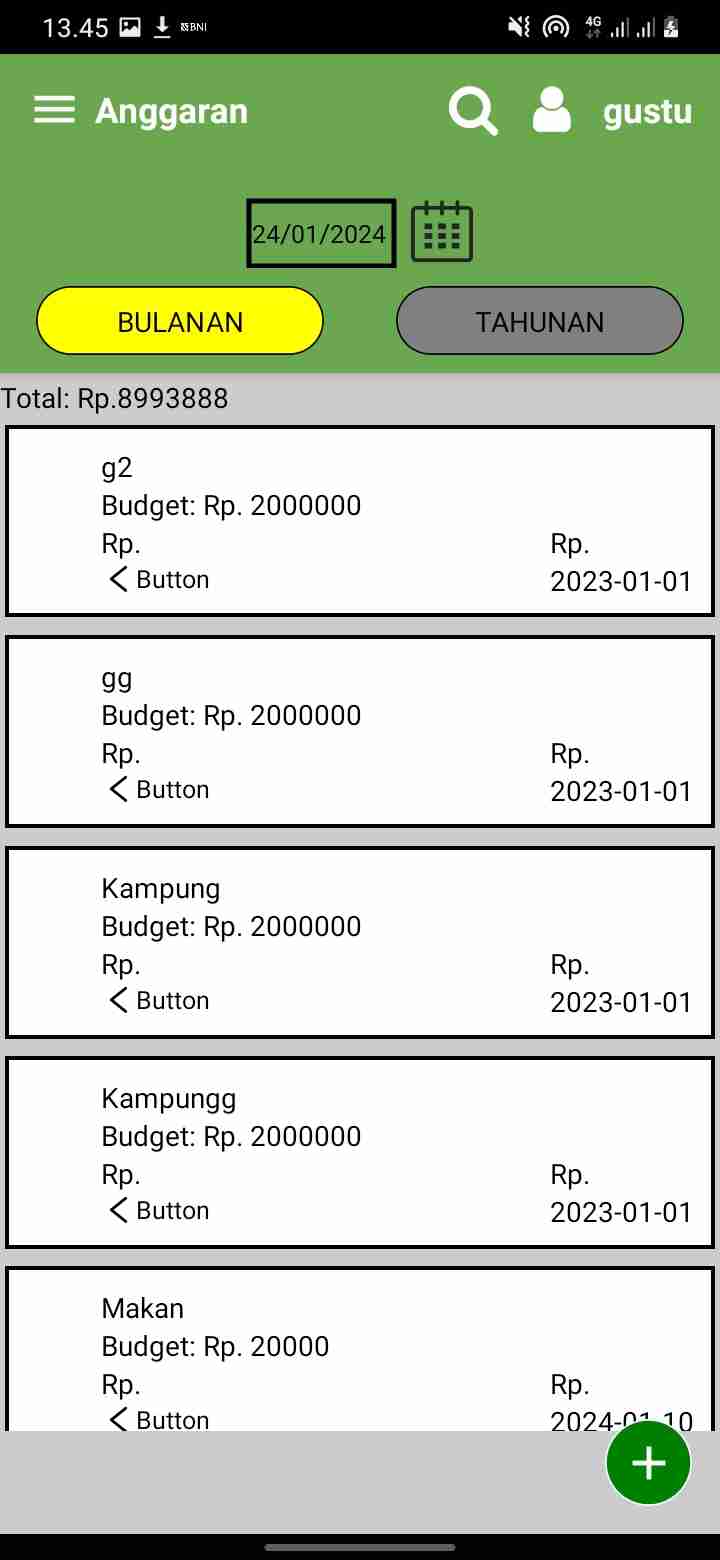 13.45 BNI 4G
Anggaran gustu
24/01/2024
BULANAN TAHUNAN
Total: Rp.8993888
g2
Budget: Rp. 2000000
Rp. Rp.
Button 2023-01-01
gg
Budget: Rp. 2000000
Rp. Rp.
Button 2023-01-01
Kampung
Budget: Rp. 2000000
Rp. Rp.
Button 2023-01-01
Kampungg
Budget: Rp. 2000000
Rp. Rp.
Button 2023-01-01
Makan
Budget: Rp. 20000
Rp. Rp.
Button 2024-01-10